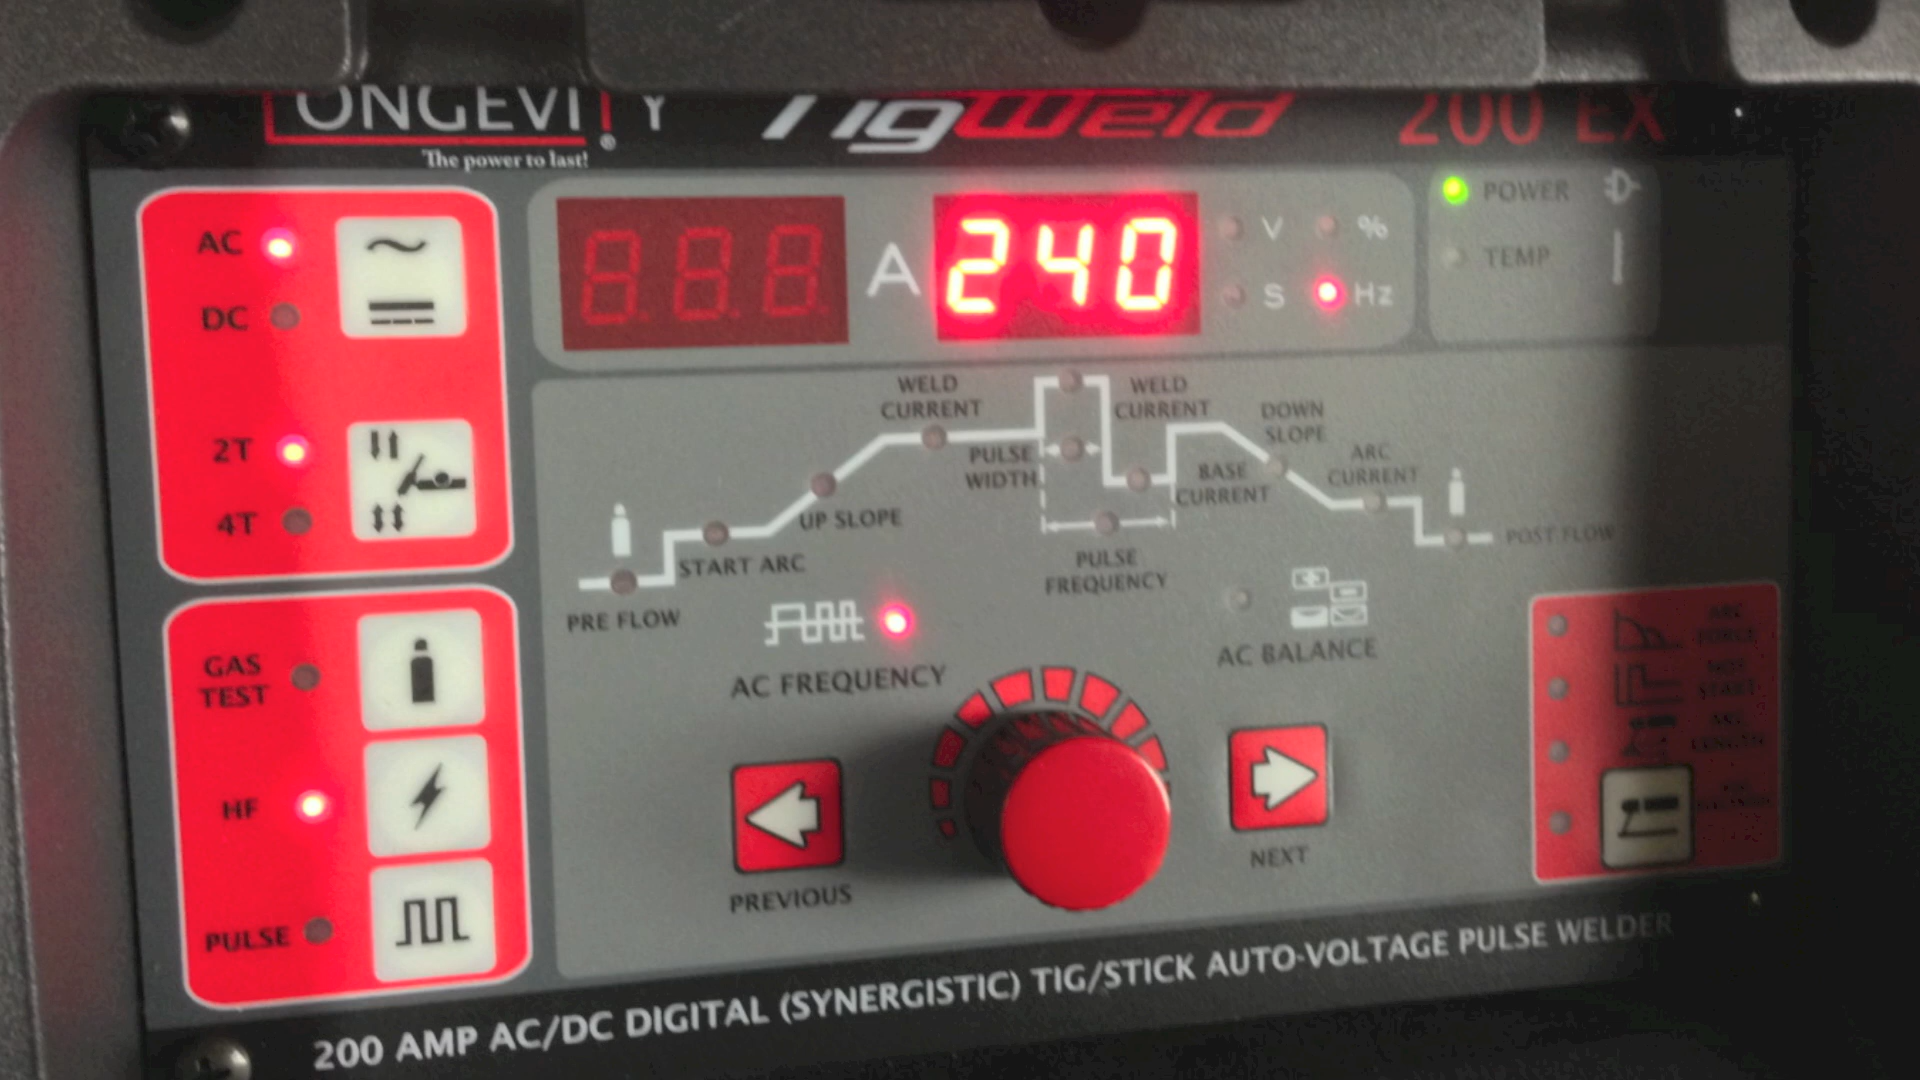 LONGEVITY®
The power to last!
TigWeld 200 EX
AC
DC
2T
4T
GAS
TEST
HF
PULSE
A
240
V
%
S
Hz
POWER
TEMP
WELD
CURRENT
WELD
CURRENT
DOWN
SLOPE
PULSE
WIDTH
BASE
CURRENT
ARC
CURRENT
UP SLOPE
START ARC
PRE FLOW
PULSE
FREQUENCY
POST FLOW
AC FREQUENCY
AC BALANCE
ARC
FORCE
HOT
START
ARC
LENGTH
PREVIOUS
NEXT
200 AMP AC/DC DIGITAL (SYNERGISTIC) TIG/STICK AUTO-VOLTAGE PULSE WELDER